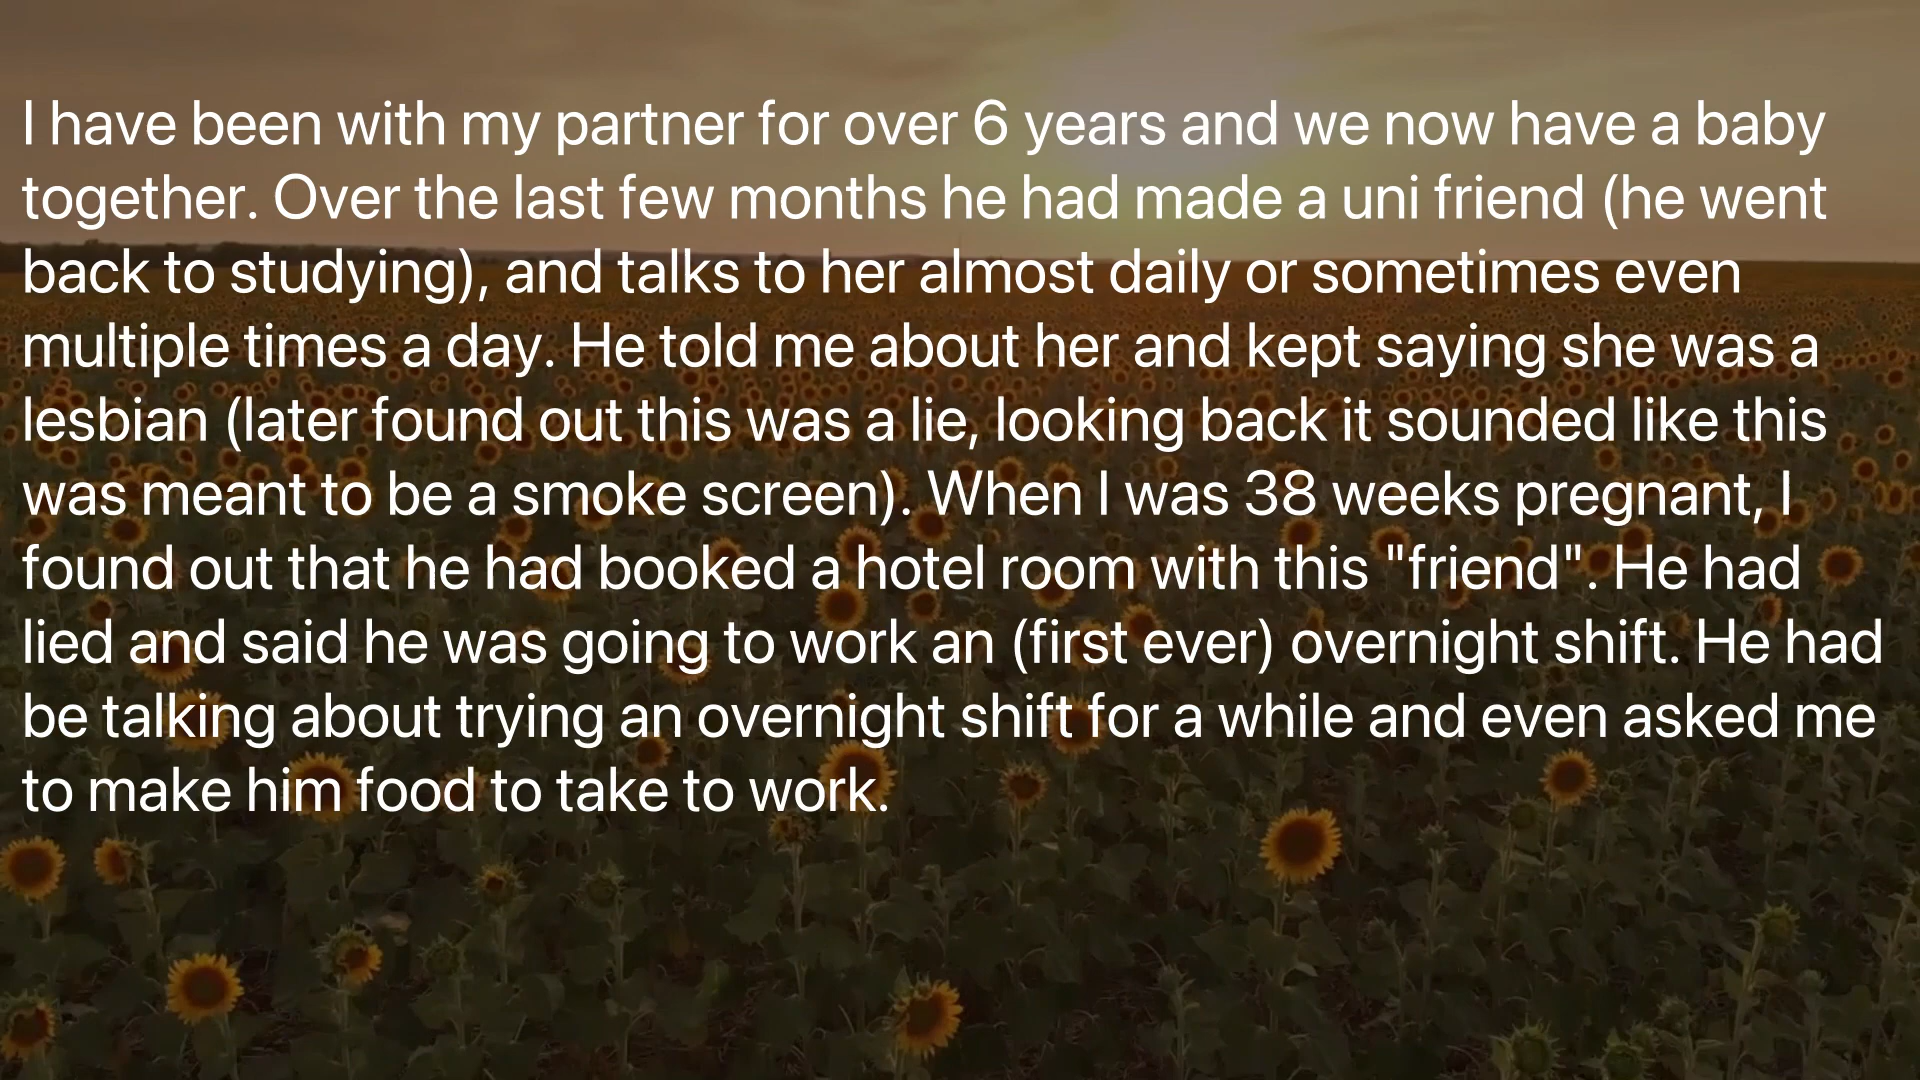 I have been with my partner for over 6 years and we now have a baby
together. Over the last few months he had made a uni friend (he went
back to studying), and talks to her almost daily or sometimes even
multiple times a day. He told me about her and kept saying she was a
lesbian (later found out this was a lie, looking back it sounded like this
was meant to be a smoke screen). When I was 38 weeks pregnant, I
found out that he had booked a hotel room with this "friend". He had
lied and said he was going to work an (first ever) overnight shift. He had
be talking about trying an overnight shift for a while and even asked me
to make him food to take to work.